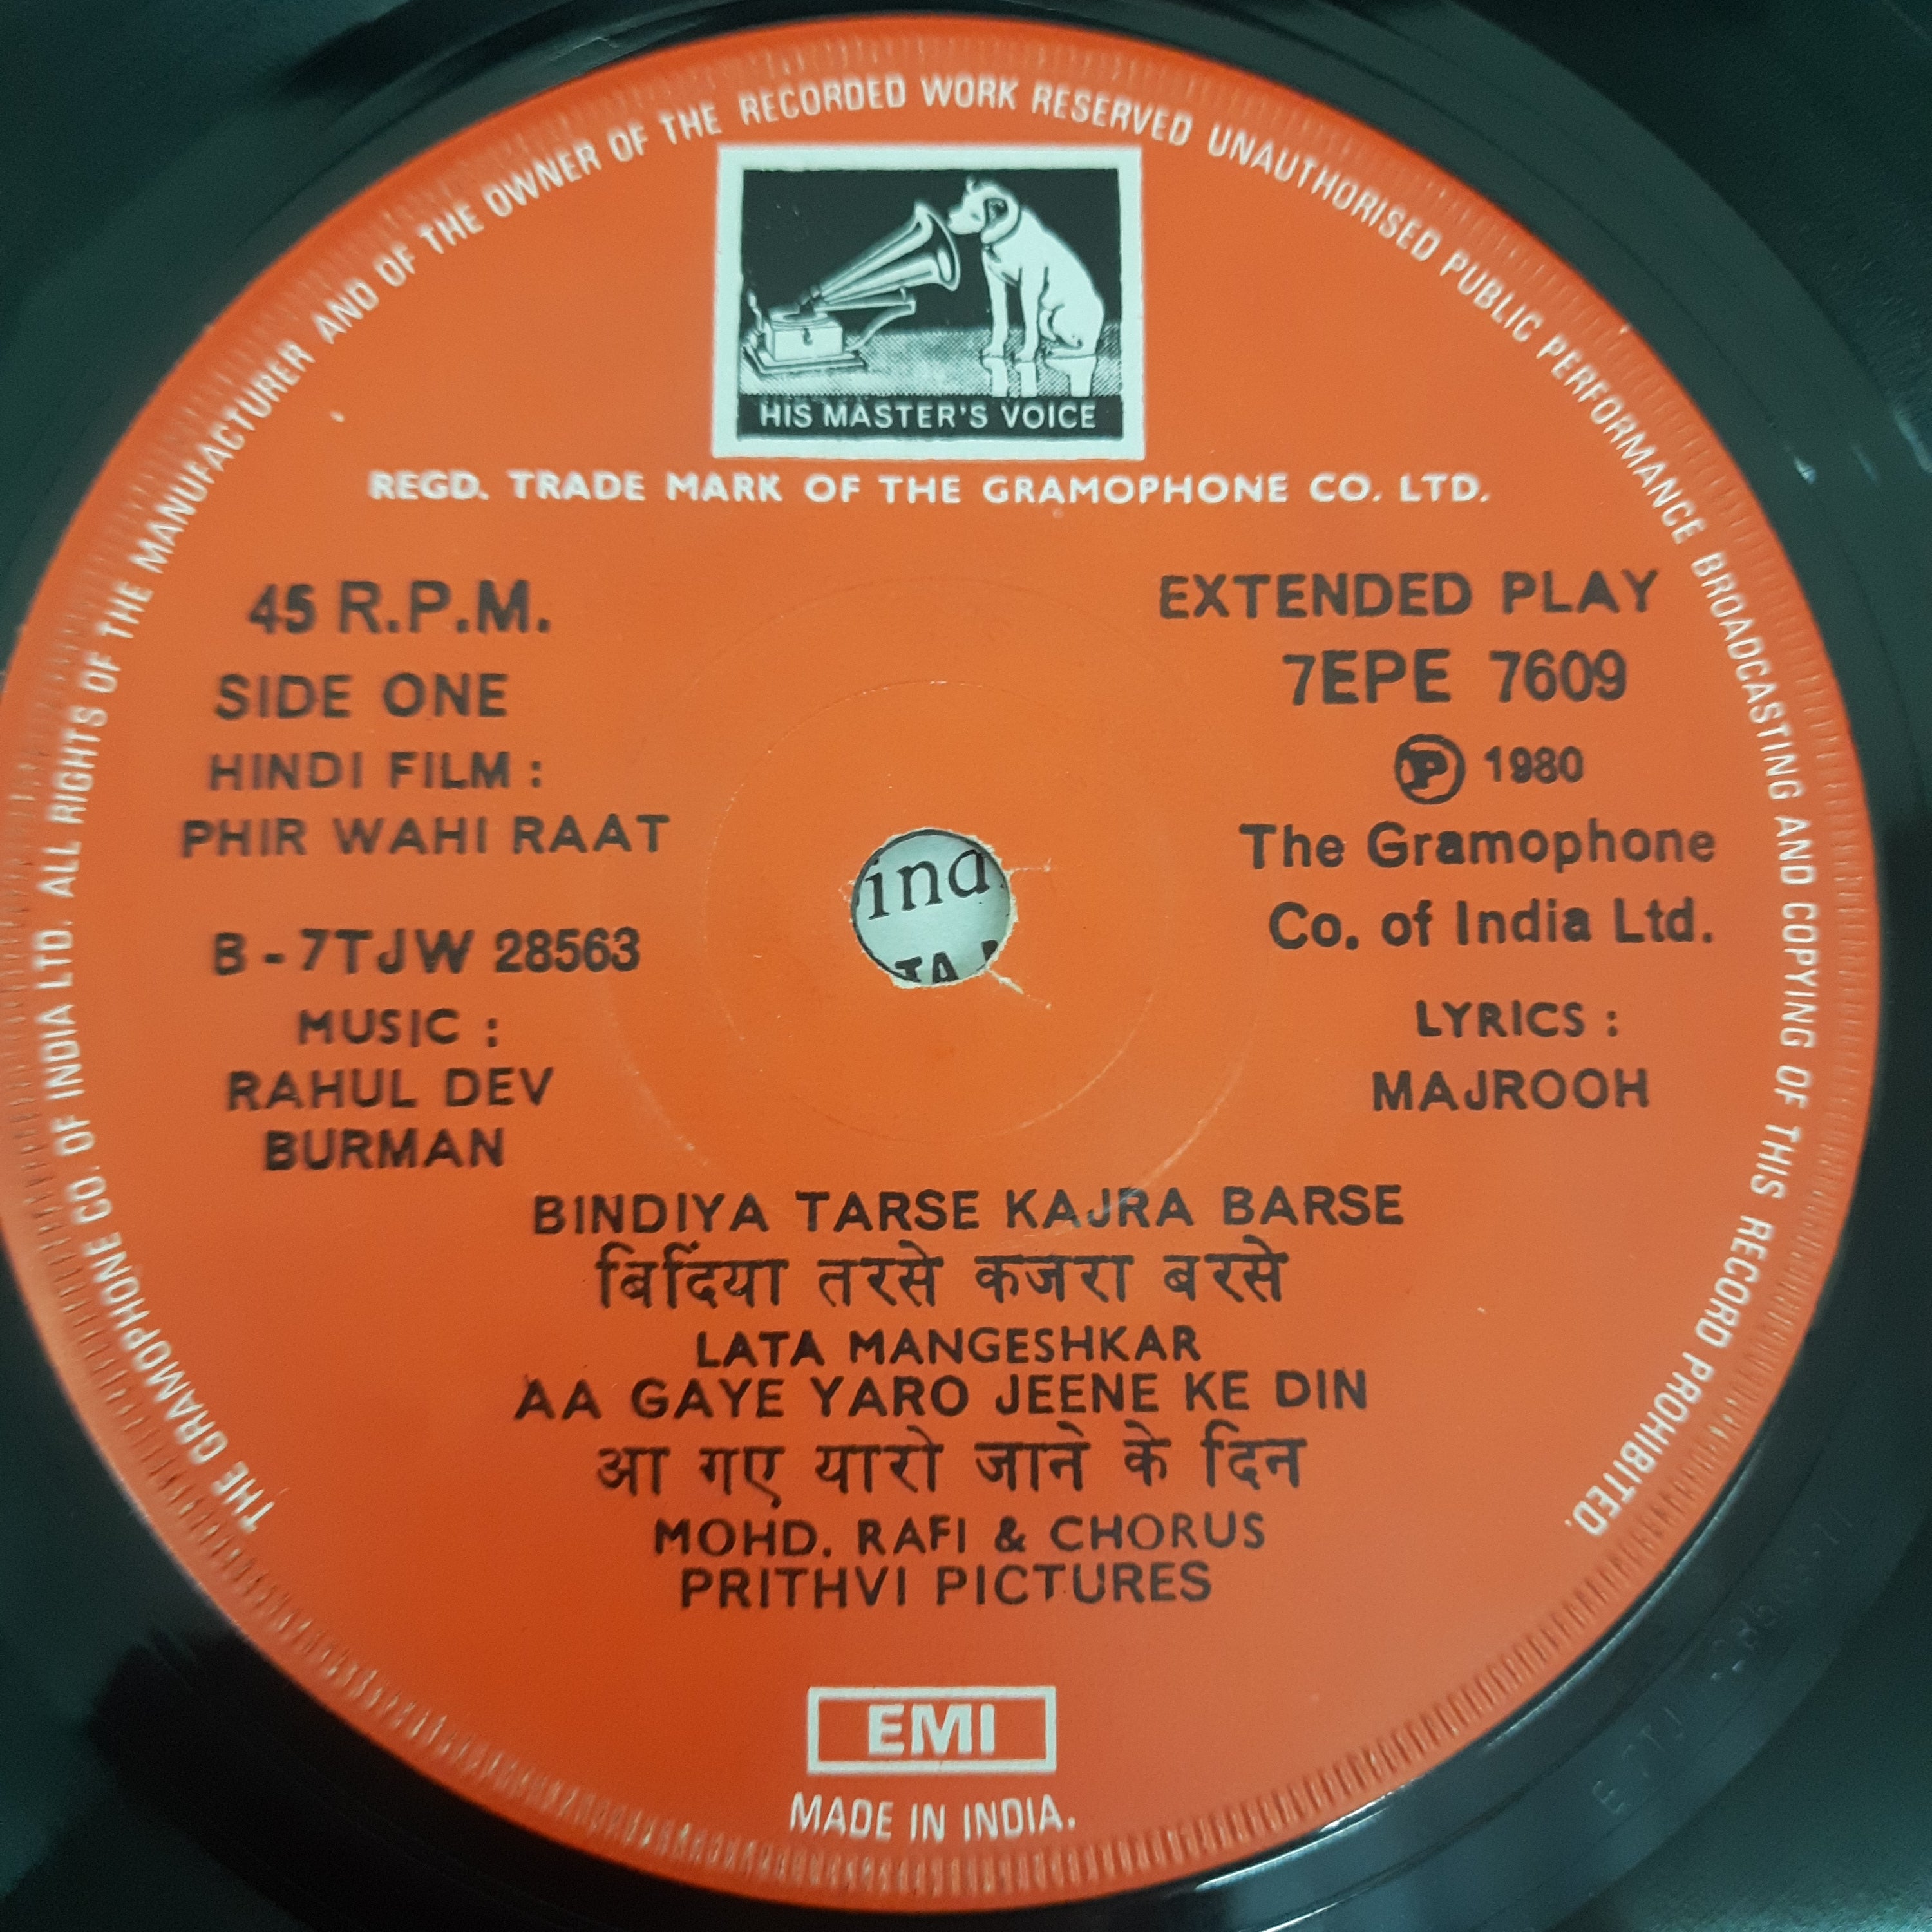 THE GRAMOPHONE CO. OF INDIA LTD. ALL RIGHTS OF THE MANUFACTURER AND OF THE OWNER OF THE RECORDED WORK RESERVED UNAUTHORISED PUBLIC PERFORMANCE BROADCASTING AND COPYING OF THIS RECORD PROHIBITED.
HIS MASTER'S VOICE
REGD. TRADE MARK OF THE GRAMOPHONE CO. LTD.
45 R.P.M.
SIDE ONE
HINDI FILM :
PHIR WAHI RAAT
B - 7TJW 28563
MUSIC :
RAHUL DEV
BURMAN
EXTENDED PLAY
7EPE 7609
Ⓟ 1980
The Gramophone
Co. of India Ltd.
LYRICS :
MAJROOH
ind
TA
BINDIYA TARSE KAJRA BARSE
बिदिंया तरसे कजरा बरसे
LATA MANGESHKAR
AA GAYE YARO JEENE KE DIN
आ गए यारो जाने के दिन
MOHD. RAFI & CHORUS
PRITHVI PICTURES
EMI
MADE IN INDIA.